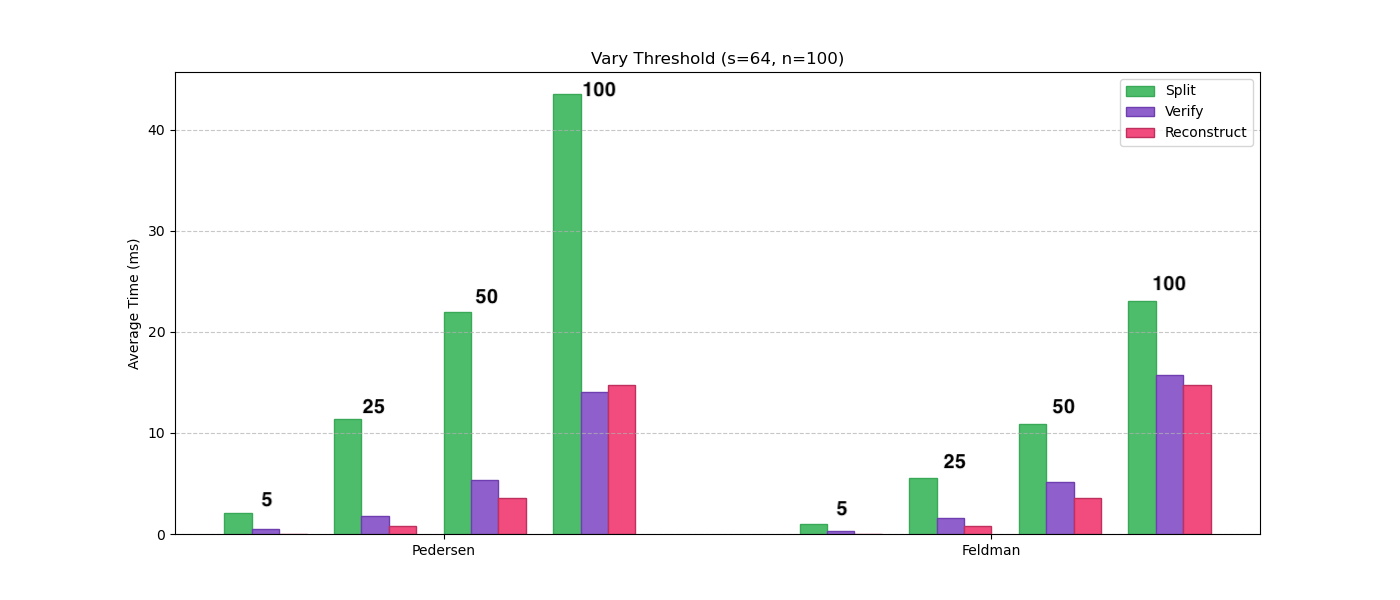 Vary Threshold (s=64, n=100)
Split
Verify
Reconstruct
Average Time (ms)
40
30
20
10
0
5
25
50
100
5
25
50
100
Pedersen
Feldman